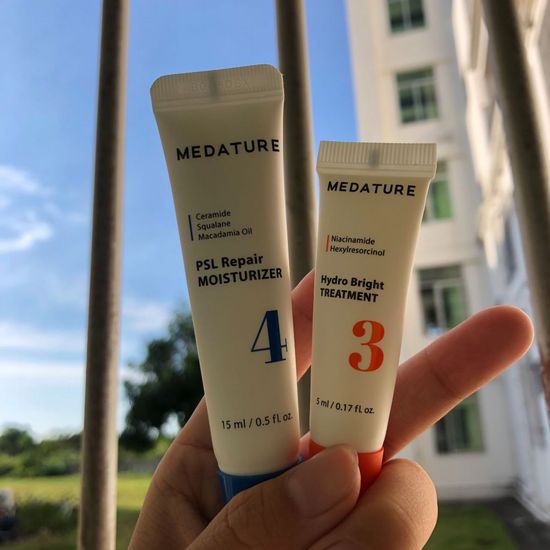 MEDATURE
Ceramide
Squalane
Macadamia Oil
PSL Repair
MOISTURIZER
4
15 ml / 0.5 fl oz.
MEDATURE
Niacinamide
Hexylresorcinol
Hydro Bright
TREATMENT
3
5 ml / 0.17 fl oz.